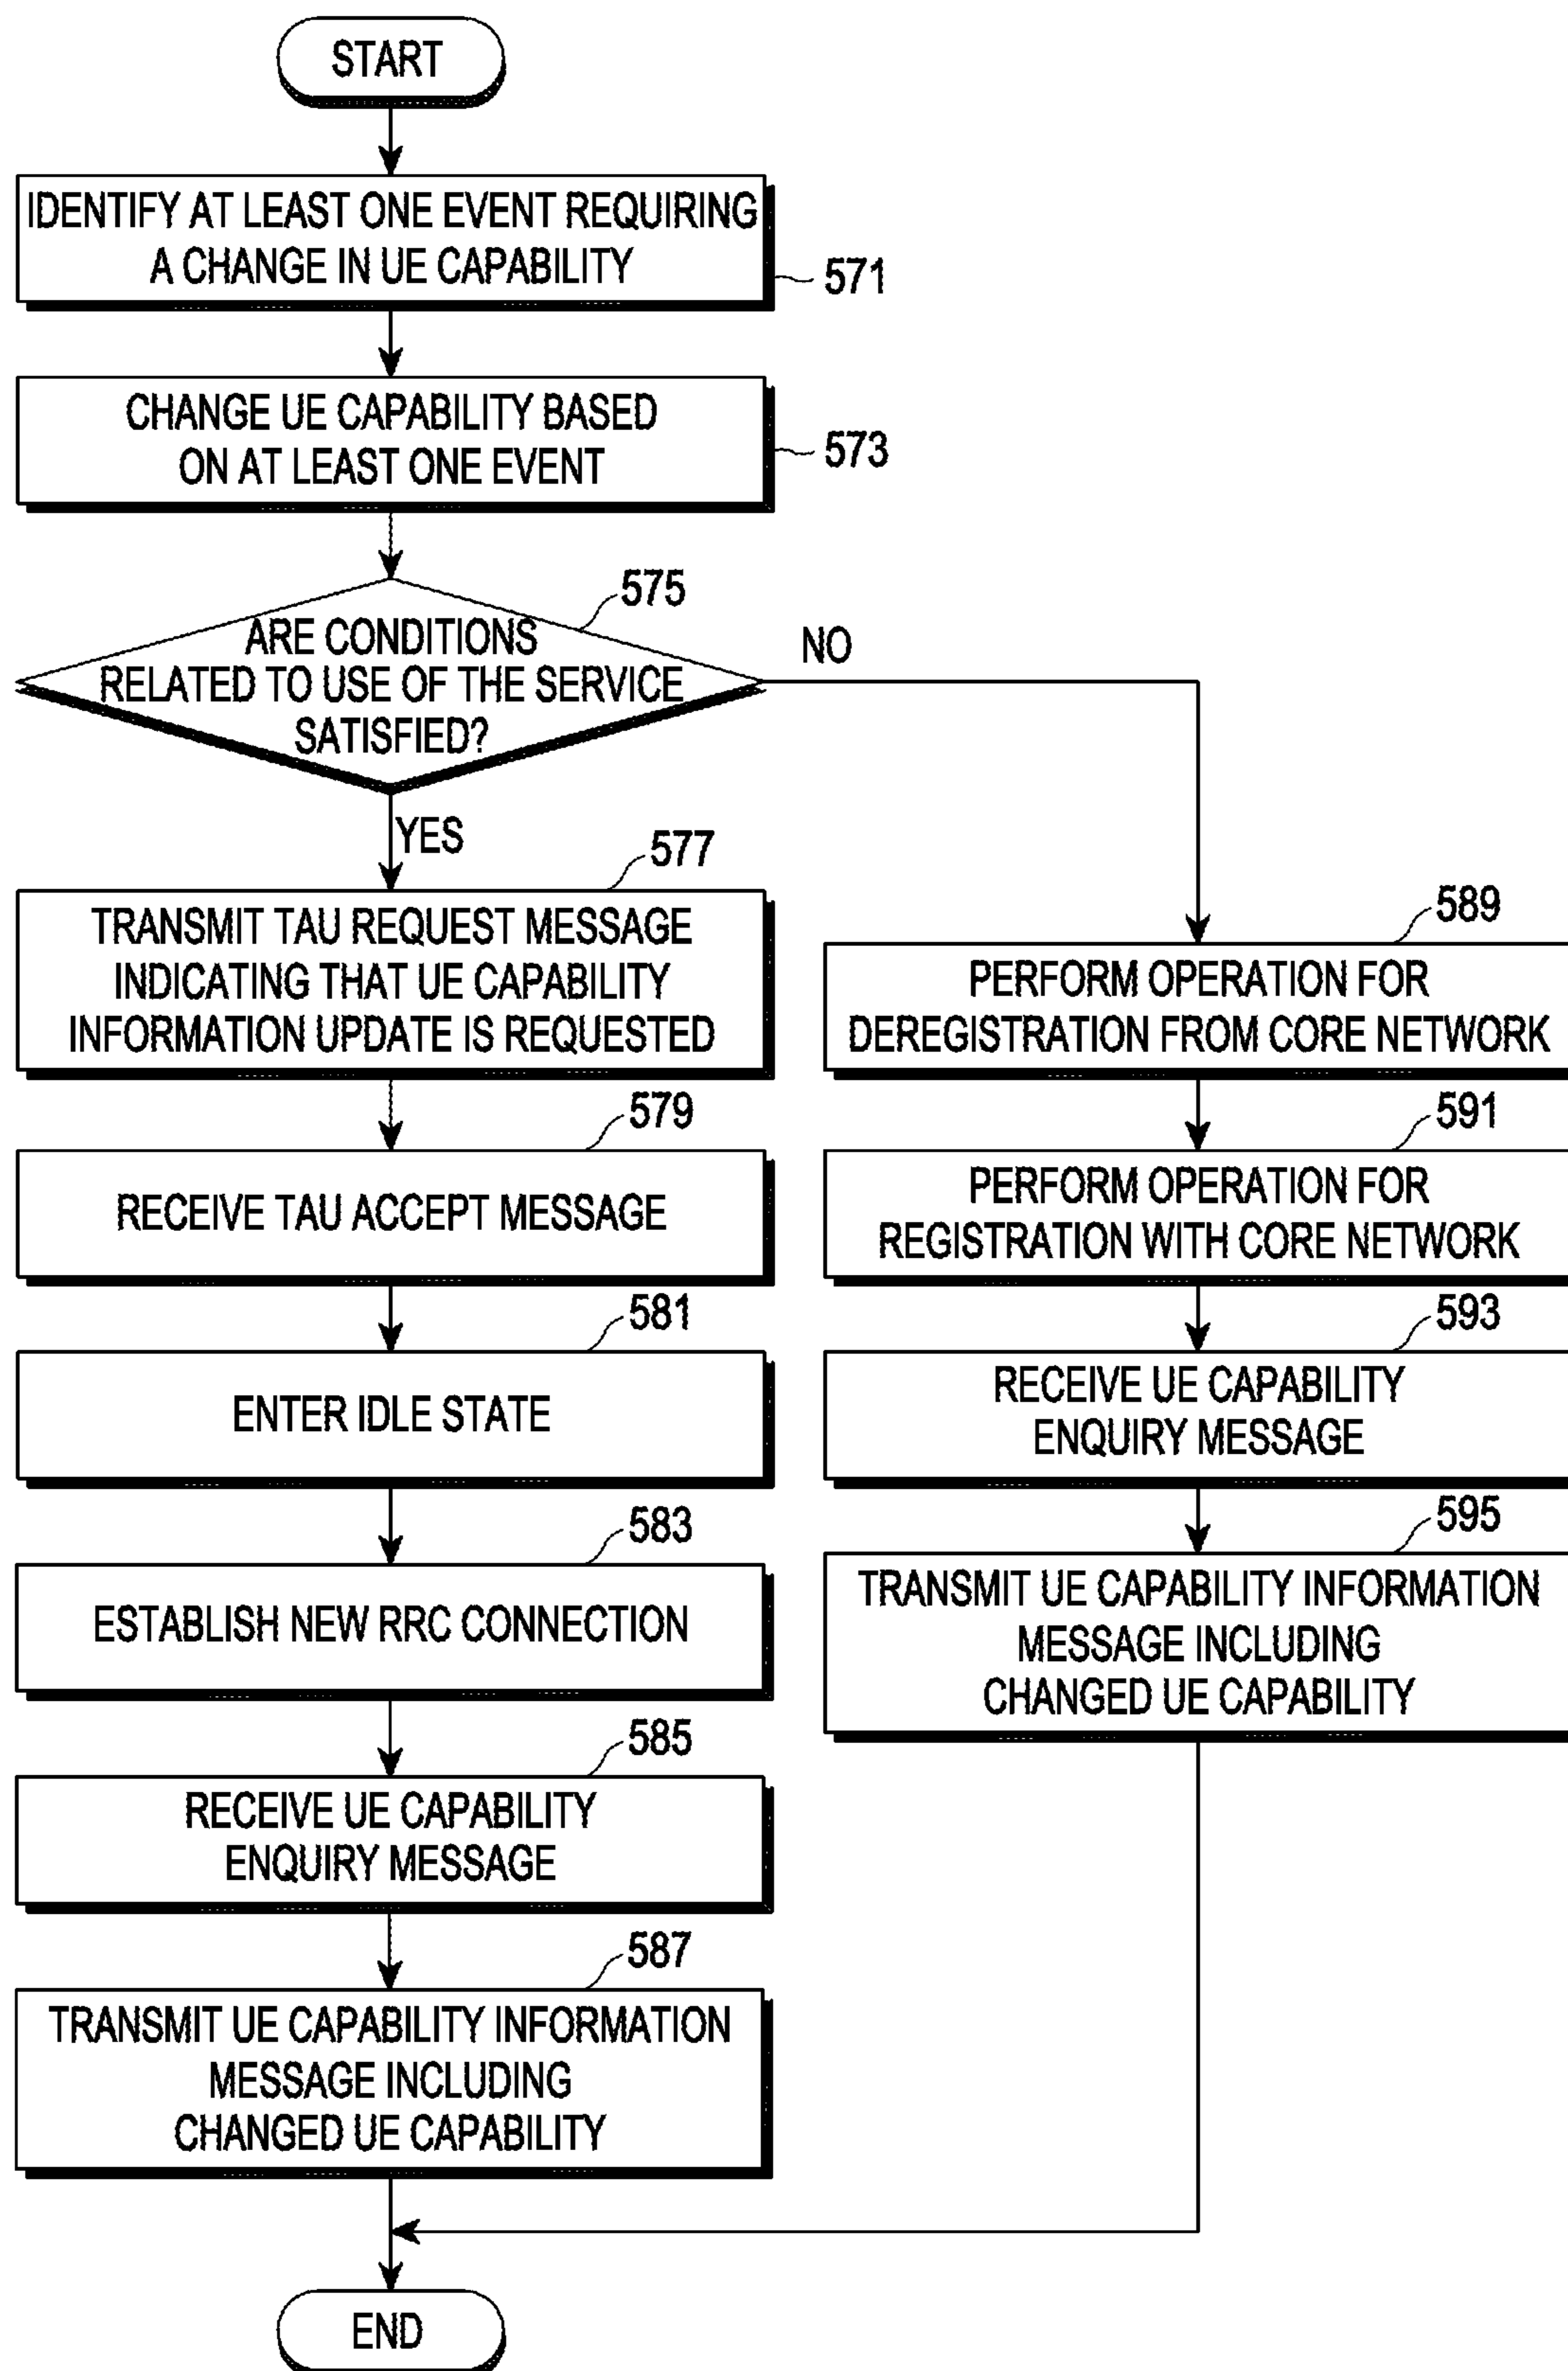 START
IDENTIFY AT LEAST ONE EVENT REQUIRING
A CHANGE IN UE CAPABILITY
571
CHANGE UE CAPABILITY BASED
ON AT LEAST ONE EVENT
573
575
ARE CONDITIONS
RELATED TO USE OF THE SERVICE
SATISFIED?
NO
YES
577
TRANSMIT TAU REQUEST MESSAGE
INDICATING THAT UE CAPABILITY
INFORMATION UPDATE IS REQUESTED
579
RECEIVE TAU ACCEPT MESSAGE
581
ENTER IDLE STATE
583
ESTABLISH NEW RRC CONNECTION
585
RECEIVE UE CAPABILITY
ENQUIRY MESSAGE
587
TRANSMIT UE CAPABILITY INFORMATION
MESSAGE INCLUDING
CHANGED UE CAPABILITY
589
PERFORM OPERATION FOR
DEREGISTRATION FROM CORE NETWORK
591
PERFORM OPERATION FOR
REGISTRATION WITH CORE NETWORK
593
RECEIVE UE CAPABILITY
ENQUIRY MESSAGE
595
TRANSMIT UE CAPABILITY INFORMATION
MESSAGE INCLUDING
CHANGED UE CAPABILITY
END